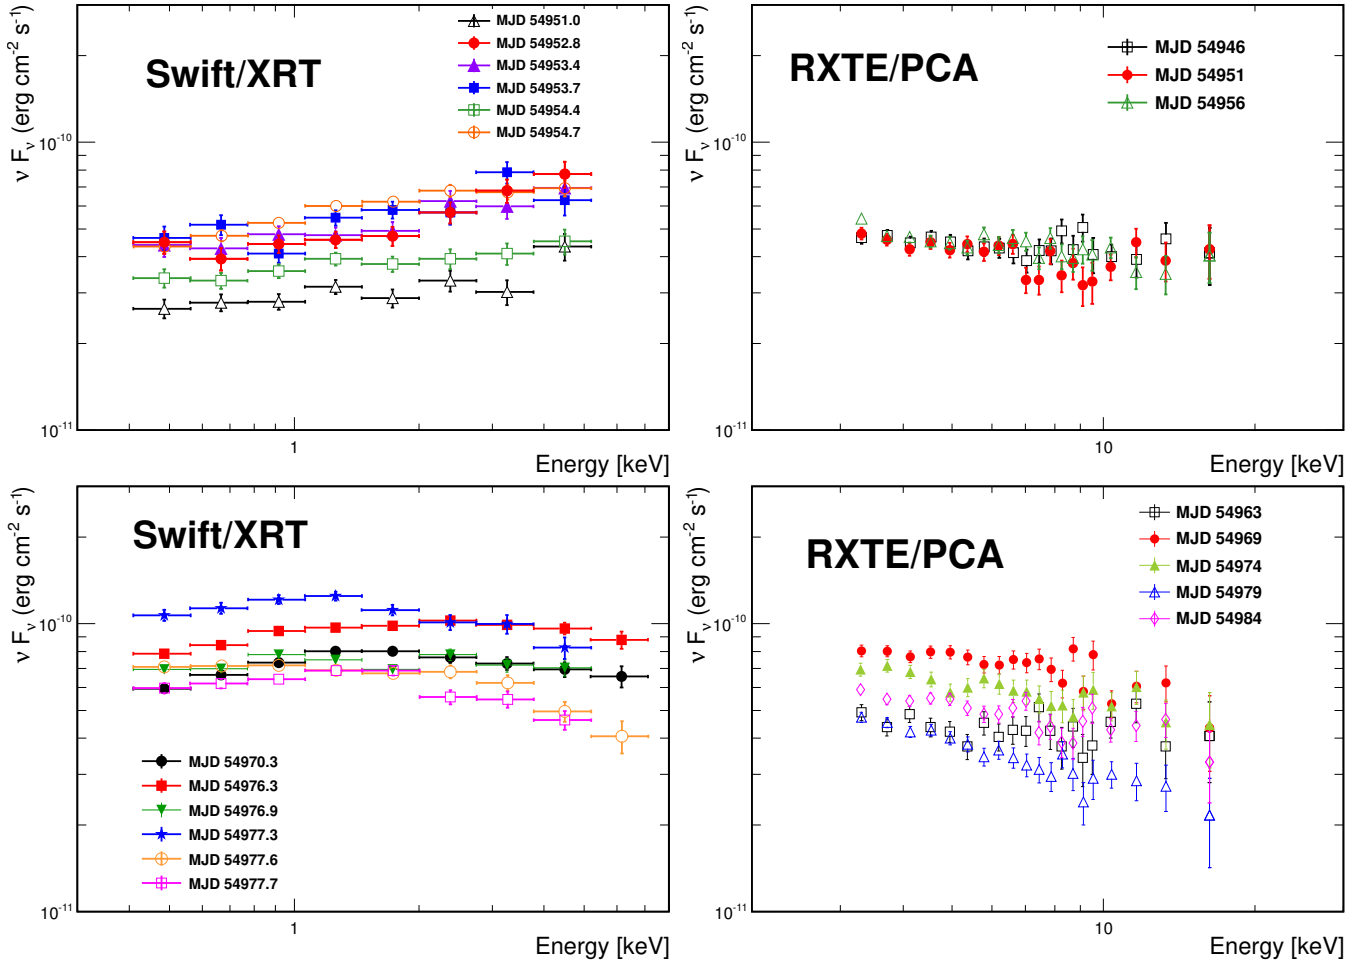 Swift/XRT
MJD 54951.0
MJD 54952.8
MJD 54953.4
MJD 54953.7
MJD 54954.4
MJD 54954.7
ν Fν (erg cm-2 s-1)
10-10
10-11
1
Energy [keV]
RXTE/PCA
MJD 54946
MJD 54951
MJD 54956
ν Fν (erg cm-2 s-1)
10-10
10-11
10
Energy [keV]
Swift/XRT
ν Fν (erg cm-2 s-1)
10-10
MJD 54970.3
MJD 54976.3
MJD 54976.9
MJD 54977.3
MJD 54977.6
MJD 54977.7
10-11
1
Energy [keV]
RXTE/PCA
MJD 54963
MJD 54969
MJD 54974
MJD 54979
MJD 54984
ν Fν (erg cm-2 s-1)
10-10
10-11
10
Energy [keV]